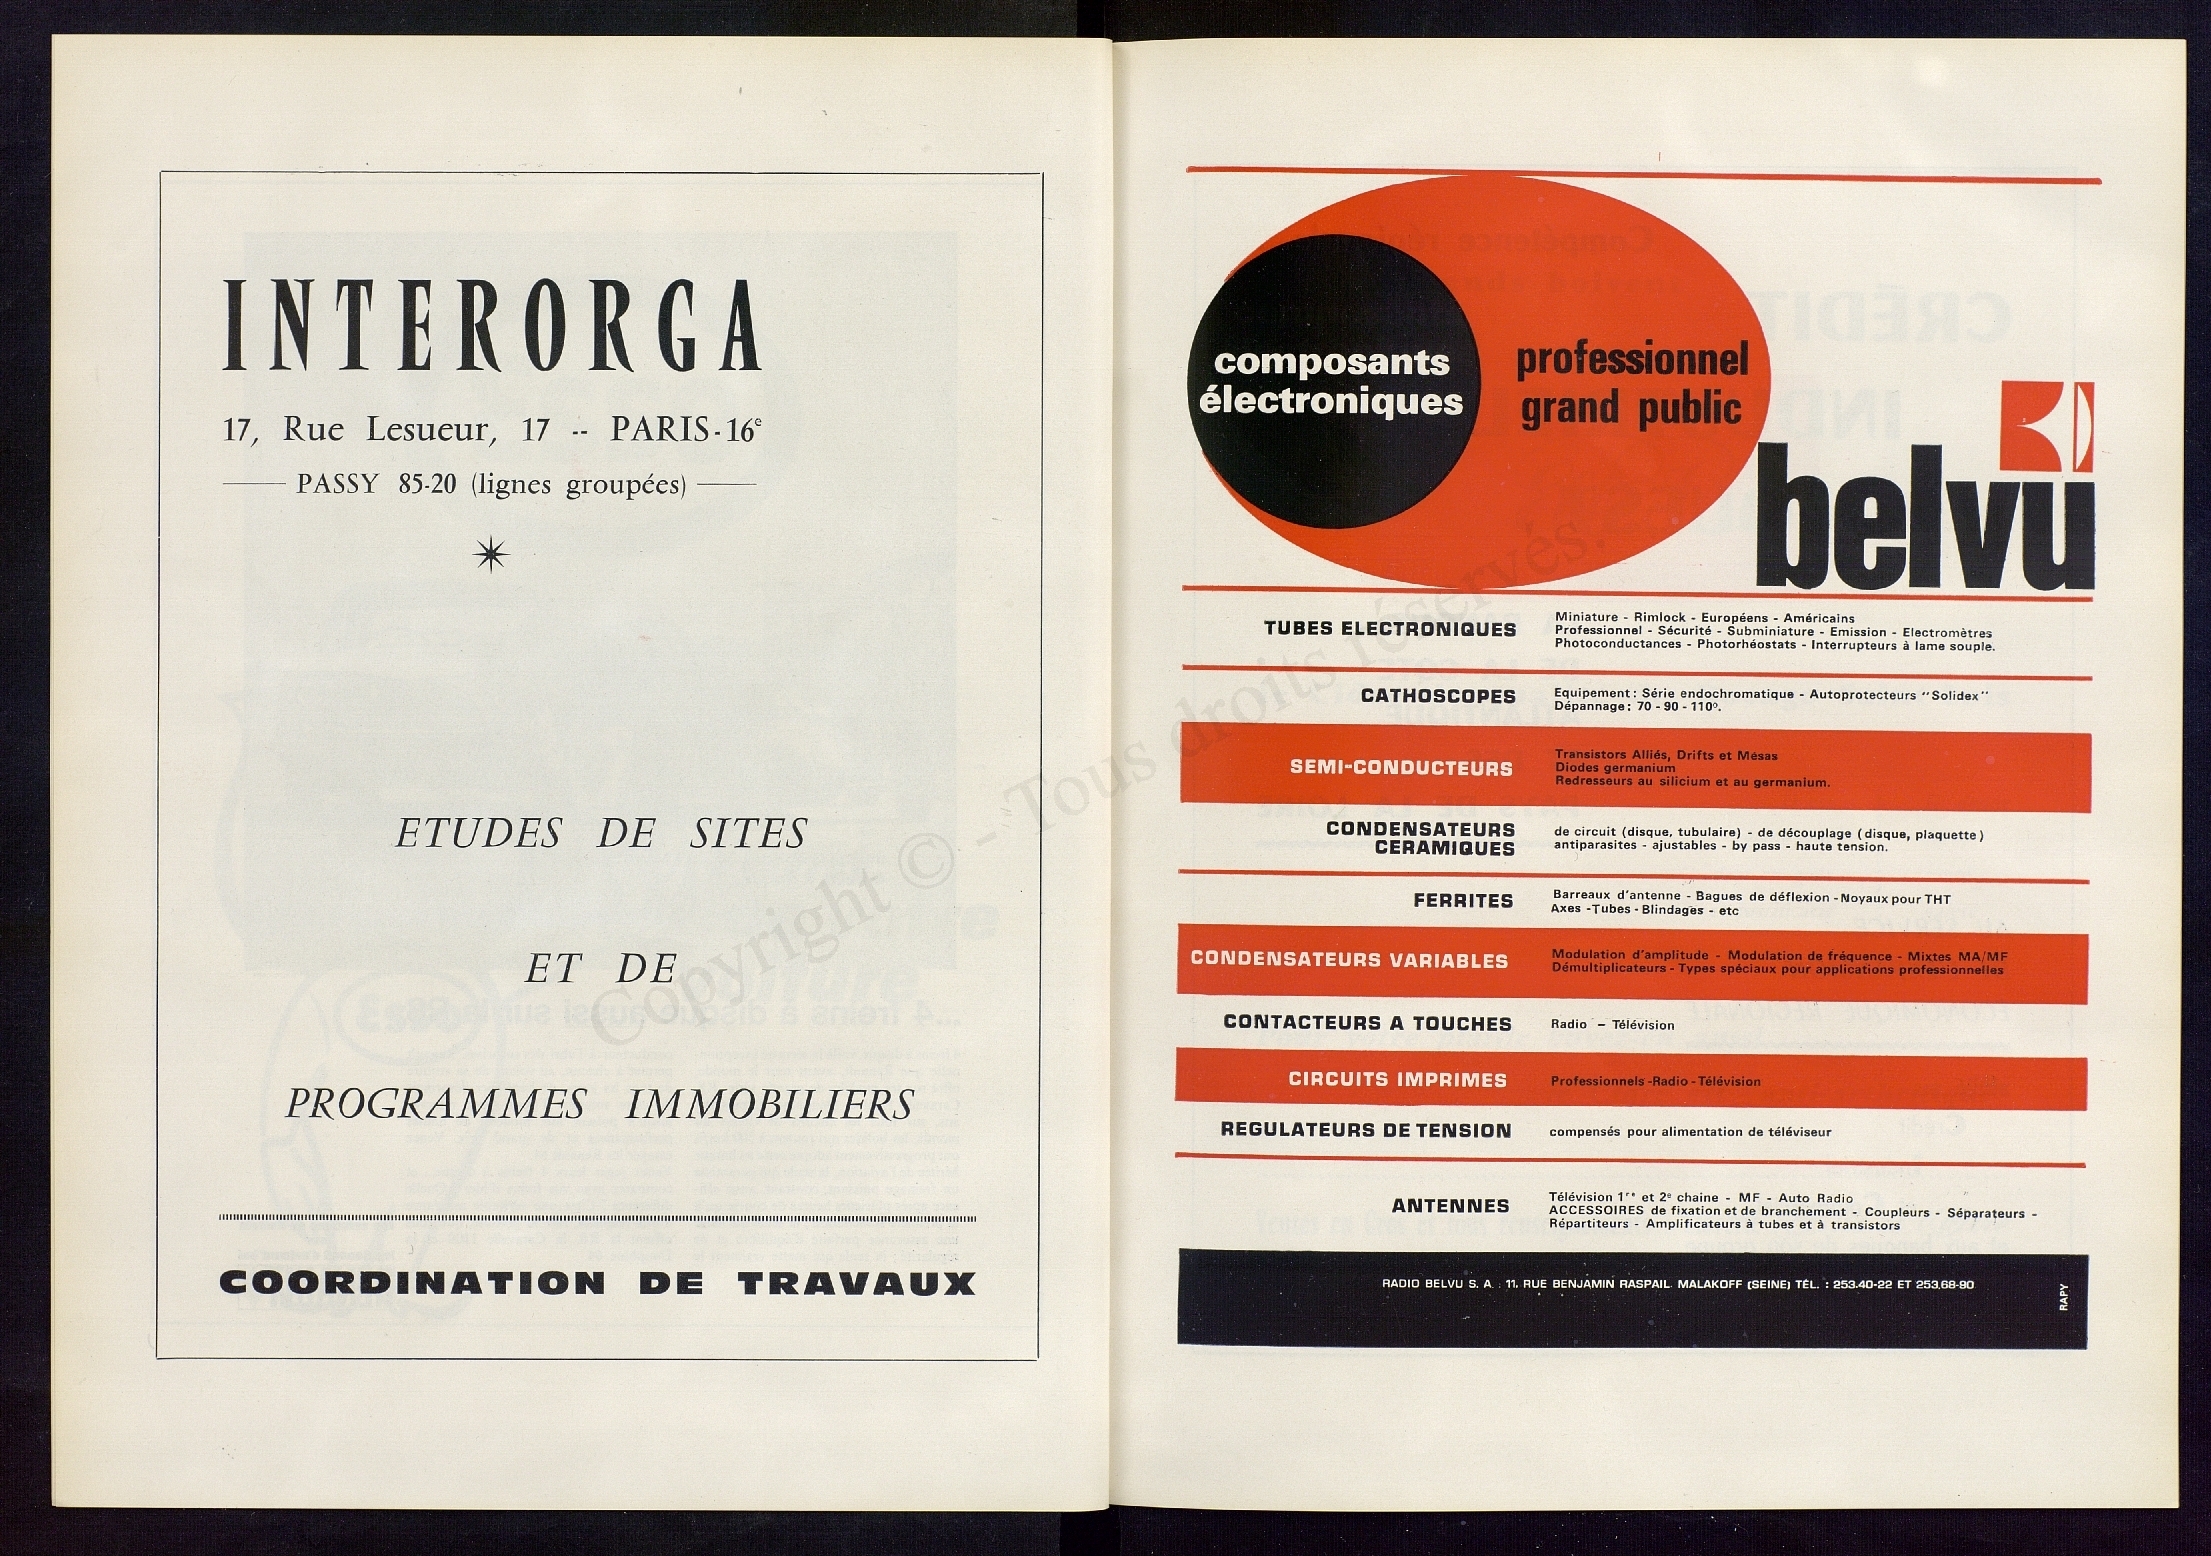 INTERORGA
17, Rue Lesueur, 17 -- PARIS-16e
PASSY 85-20 (lignes groupées)
ETUDES DE SITES
ET DE
PROGRAMMES IMMOBILIERS
COORDINATION DE TRAVAUX
composants
électroniques
professionnel
grand public
belvu
TUBES ELECTRONIQUES
Miniature - Rimlock - Européens - Américains
Professionnel - Sécurité - Subminiature - Emission - Electromètres
Photoconductances - Photorhéostats - Interrupteurs à lame souple.
CATHOSCOPES
Equipement: Série endochromatique - Autoprotecteurs "Solidex"
Dépannage: 70 - 90 - 110°.
SEMI-CONDUCTEURS
Transistors Alliés, Drifts et Mésas
Diodes germanium
Redresseurs au silicium et au germanium.
CONDENSATEURS
CERAMIQUES
de circuit (disque, tubulaire) - de découplage (disque, plaquette)
antiparasites - ajustables - by pass - haute tension.
FERRITES
Barreaux d'antenne - Bagues de déflexion - Noyaux pour THT
Axes - Tubes - Blindages - etc
CONDENSATEURS VARIABLES
Modulation d'amplitude - Modulation de fréquence - Mixtes MA/MF
Démultiplicateurs - Types spéciaux pour applications professionnelles
CONTACTEURS A TOUCHES
Radio - Télévision
CIRCUITS IMPRIMES
Professionnels - Radio - Télévision
REGULATEURS DE TENSION
compensés pour alimentation de téléviseur
ANTENNES
Télévision 1re et 2e chaine - MF - Auto Radio
ACCESSOIRES de fixation et de branchement - Coupleurs - Séparateurs -
Répartiteurs - Amplificateurs à tubes et à transistors
RADIO BELVU S. A. : 11, RUE BENJAMIN RASPAIL. MALAKOFF (SEINE) TÉL. : 253.40-22 ET 253.68-90
RAPY
Copyright © - Tous droits réservés.